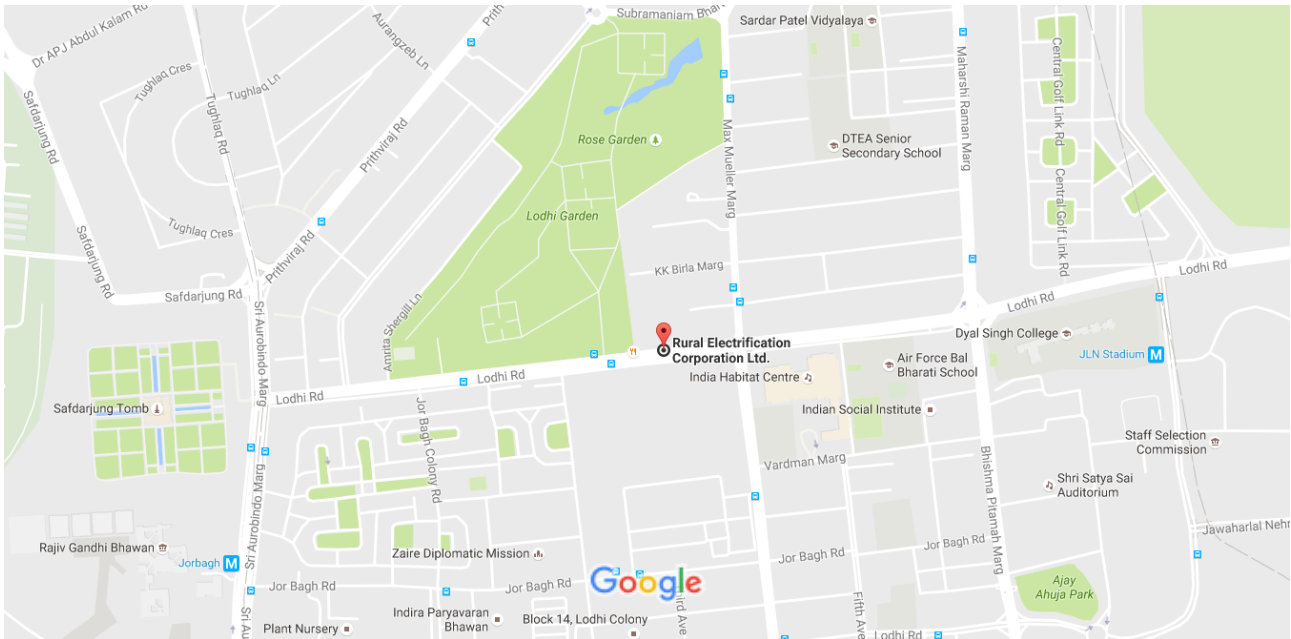 Dr APJ Abdul Kalam Rd
Aurangzeb Ln
Subramaniam
Sardar Patel Vidyalaya
Tughlaq Cres
Tughlaq Ln
Tughlaq Rd
Prithviraj Rd
Safdarjung Rd
Maharshi Raman Marg
Central Golf Link Rd
Rose Garden
Max Mueller Marg
DTEA Senior
Secondary School
Central Golf Link Rd
Lodhi Garden
Tughlaq Cres
Prithviraj Rd
Safdarjung Rd
KK Birla Marg
Lodhi Rd
Safdarjung Rd
Lodhi Rd
Sri Aurobindo Marg
Amrita Shergill Ln
Rural Electrification
Corporation Ltd.
Dyal Singh College
JLN Stadium
M
Air Force Bal
Bharati School
India Habitat Centre
Lodhi Rd
Lodhi Rd
Safdarjung Tomb
Indian Social Institute
Jor Bagh Colony Rd
Staff Selection
Commission
Vardman Marg
Sri Aurobindo Marg
Bhishma Pitamah Marg
Shri Satya Sai
Auditorium
Rajiv Gandhi Bhawan
Jorbagh
M
Zaire Diplomatic Mission
Jor Bagh Rd
Jor Bagh Rd
Jawaharlal Nehr
Jor Bagh Rd
Jor Bagh Rd
Google
Ajay
Ahuja Park
Indira Paryavaran
Bhawan
Block 14, Lodhi Colony
Plant Nursery
Fifth Ave
Lodhi Rd